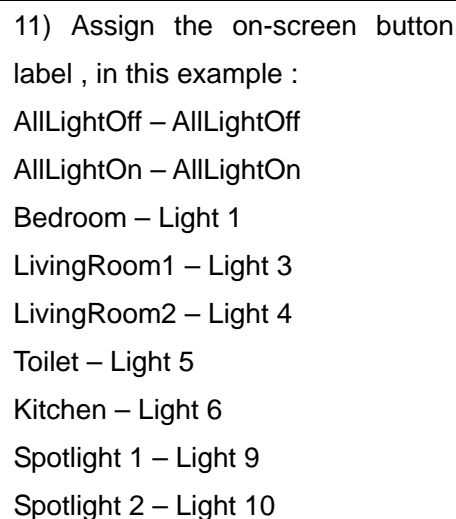 11) Assign the on-screen button
label , in this example :
AllLightOff – AllLightOff
AllLightOn – AllLightOn
Bedroom – Light 1
LivingRoom1 – Light 3
LivingRoom2 – Light 4
Toilet – Light 5
Kitchen – Light 6
Spotlight 1 – Light 9
Spotlight 2 – Light 10